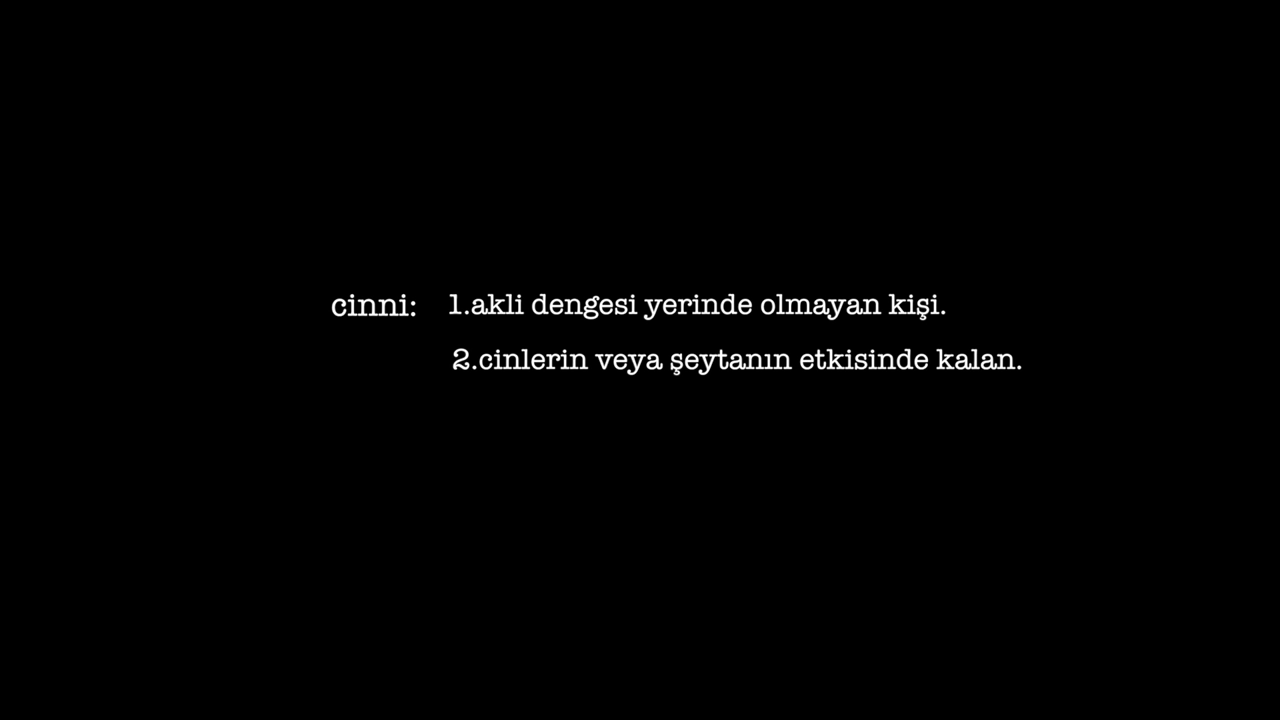 cinni: 1.akli dengesi yerinde olmayan kişi.
2.cinlerin veya şeytanın etkisinde kalan.